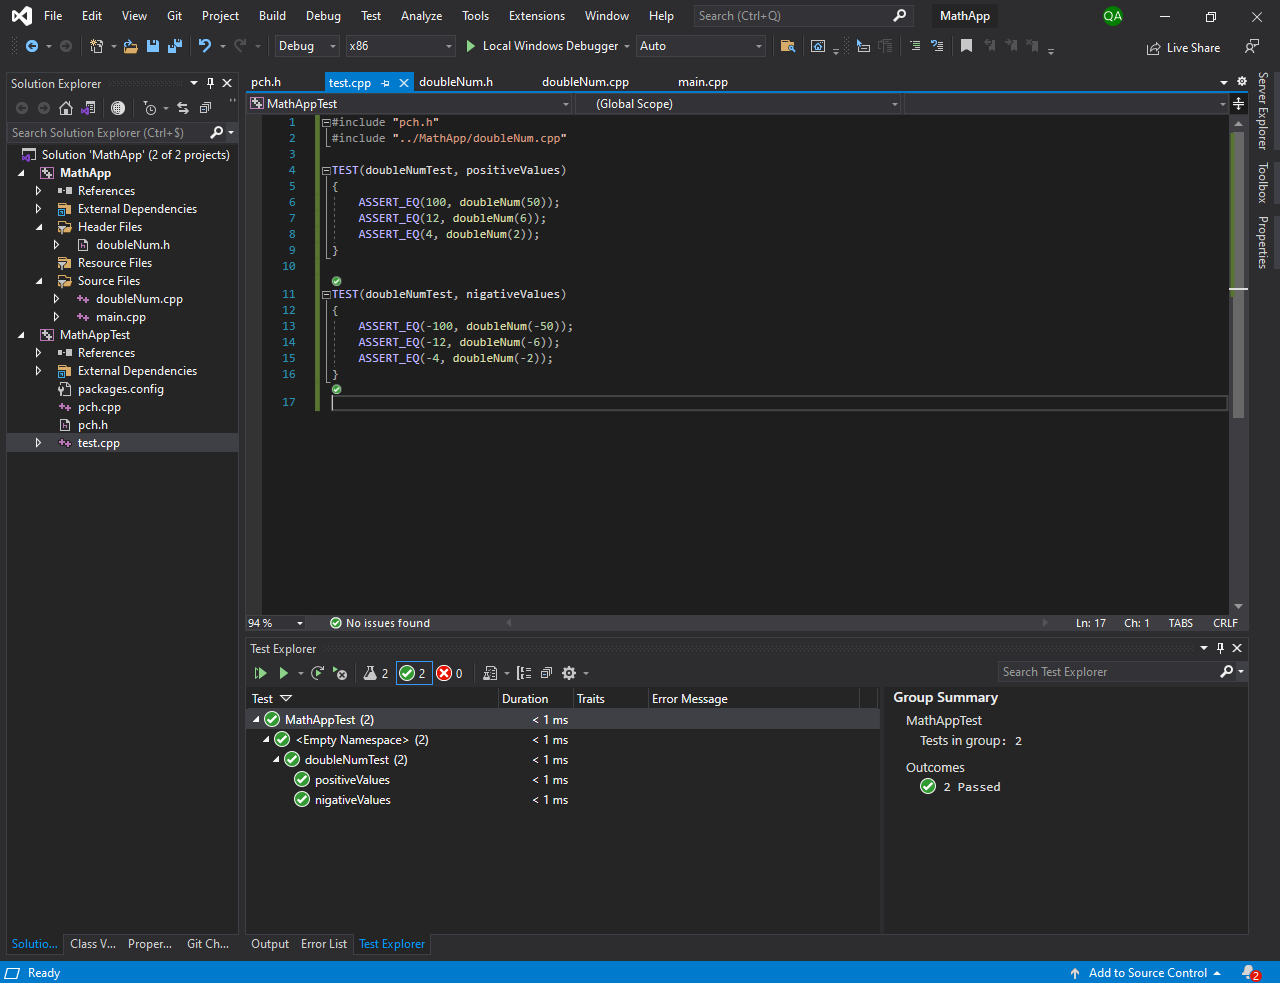 File Edit View Git Project Build Debug Test Analyze Tools Extensions Window Help Search (Ctrl+Q) MathApp QA
Debug x86 Local Windows Debugger Auto Live Share
Solution Explorer
Search Solution Explorer (Ctrl+$)
Solution 'MathApp' (2 of 2 projects)
MathApp
References
External Dependencies
Header Files
doubleNum.h
Resource Files
Source Files
doubleNum.cpp
main.cpp
MathAppTest
References
External Dependencies
packages.config
pch.cpp
pch.h
test.cpp
Solutio... Class V... Proper... Git Ch...
pch.h test.cpp doubleNum.h doubleNum.cpp main.cpp
MathAppTest (Global Scope)
1 #include "pch.h"
2 #include "../MathApp/doubleNum.cpp"
3
4 TEST(doubleNumTest, positiveValues)
5 {
6 ASSERT_EQ(100, doubleNum(50));
7 ASSERT_EQ(12, doubleNum(6));
8 ASSERT_EQ(4, doubleNum(2));
9 }
10
11 TEST(doubleNumTest, nigativeValues)
12 {
13 ASSERT_EQ(-100, doubleNum(-50));
14 ASSERT_EQ(-12, doubleNum(-6));
15 ASSERT_EQ(-4, doubleNum(-2));
16 }
17
94 % No issues found Ln: 17 Ch: 1 TABS CRLF
Test Explorer
2 2 0 Search Test Explorer
Test Duration Traits Error Message
MathAppTest (2) < 1 ms
<Empty Namespace> (2) < 1 ms
doubleNumTest (2) < 1 ms
positiveValues < 1 ms
nigativeValues < 1 ms
Group Summary
MathAppTest
Tests in group: 2
Outcomes
2 Passed
Output Error List Test Explorer
Server Explorer
Toolbox
Properties
Ready Add to Source Control 2